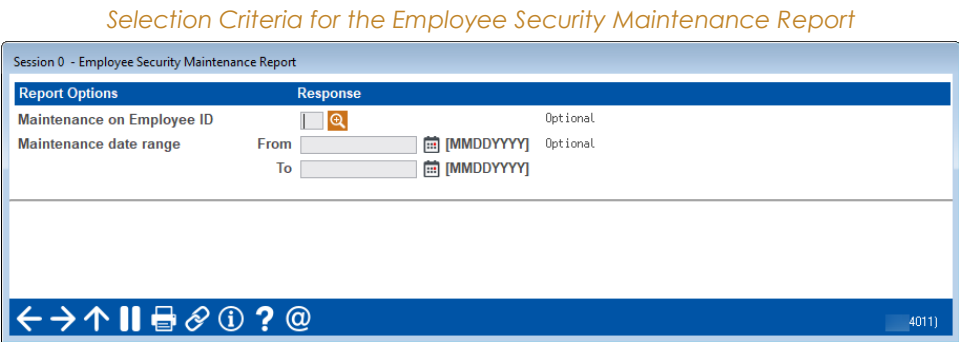 Selection Criteria for the Employee Security Maintenance Report
Session 0 - Employee Security Maintenance Report
Report Options Response
Maintenance on Employee ID Optional
Maintenance date range From [MMDDYYYY] Optional
To [MMDDYYYY]
? @
4011)